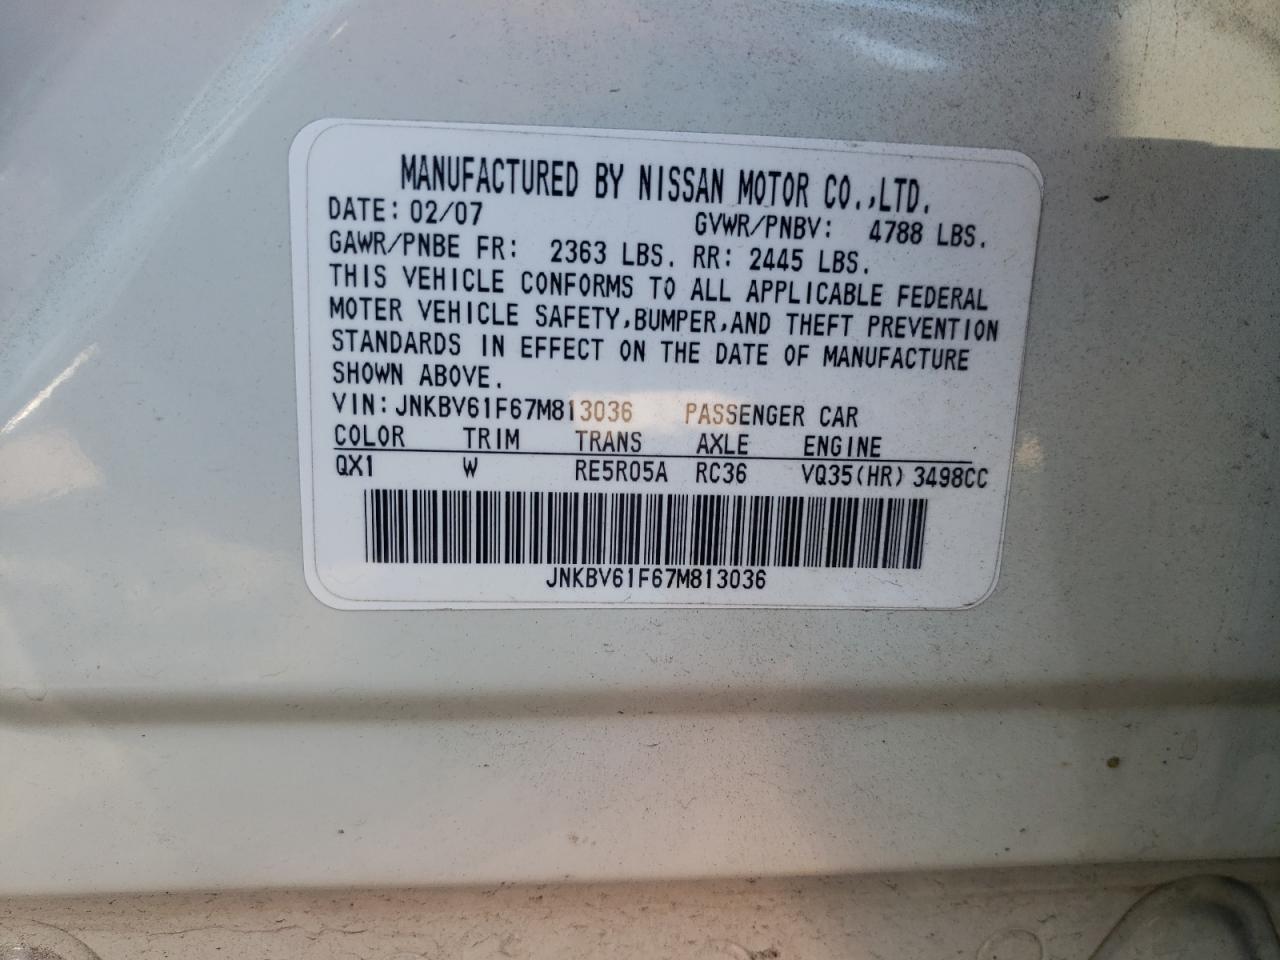 MANUFACTURED BY NISSAN MOTOR CO.,LTD.
DATE: 02/07 GVWR/PNBV: 4788 LBS.
GAWR/PNBE FR: 2363 LBS. RR: 2445 LBS.
THIS VEHICLE CONFORMS TO ALL APPLICABLE FEDERAL
MOTER VEHICLE SAFETY,BUMPER,AND THEFT PREVENTION
STANDARDS IN EFFECT ON THE DATE OF MANUFACTURE
SHOWN ABOVE.
VIN: JNKBV61F67M813036 PASSENGER CAR
COLOR TRIM TRANS AXLE ENGINE
QX1 W RE5R05A RC36 VQ35(HR) 3498CC
JNKBV61F67M813036